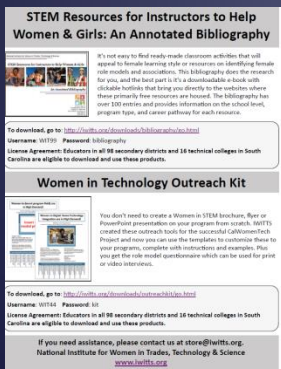 STEM Resources for Instructors to Help
Women & Girls: An Annotated Bibliography
It's not easy to find ready-made classroom activities that will
appeal to female learning style or resources on identifying female
role models and associations. This bibliography does the research
for you, and the best part is it's a downloadable e-book with
clickable hotlinks that bring you directly to the websites where
these primarily free resources are housed. The bibliography has
over 100 entries and provides information on the school level,
program type, and career pathway for each resource.
To download, go to: http://iwitts.org/downloads/bibliography/en.html
Username: WIT99 Password: bibliography
License Agreement: Educators in all 98 secondary districts and 16 technical colleges in South
Carolina are eligible to download and use these products.
Women in Technology Outreach Kit
You don't need to create a Women in STEM brochure, flyer or
PowerPoint presentation on your program from scratch. IWITTS
created these outreach tools for the successful CalWomenTech
Project and now you can use the templates to customize these to
your programs, complete with instructions and examples. Plus
you get the role model questionnaire which can be used for print
or video interviews.
To download, go to: http://iwitts.org/downloads/outreachkit/en.html
Username: WIT44 Password: kit
License Agreement: Educators in all 98 secondary districts and 16 technical colleges in South
Carolina are eligible to download and use these products.
If you need assistance, please contact us at store@iwitts.org.
National Institute for Women in Trades, Technology & Science
www.iwitts.org